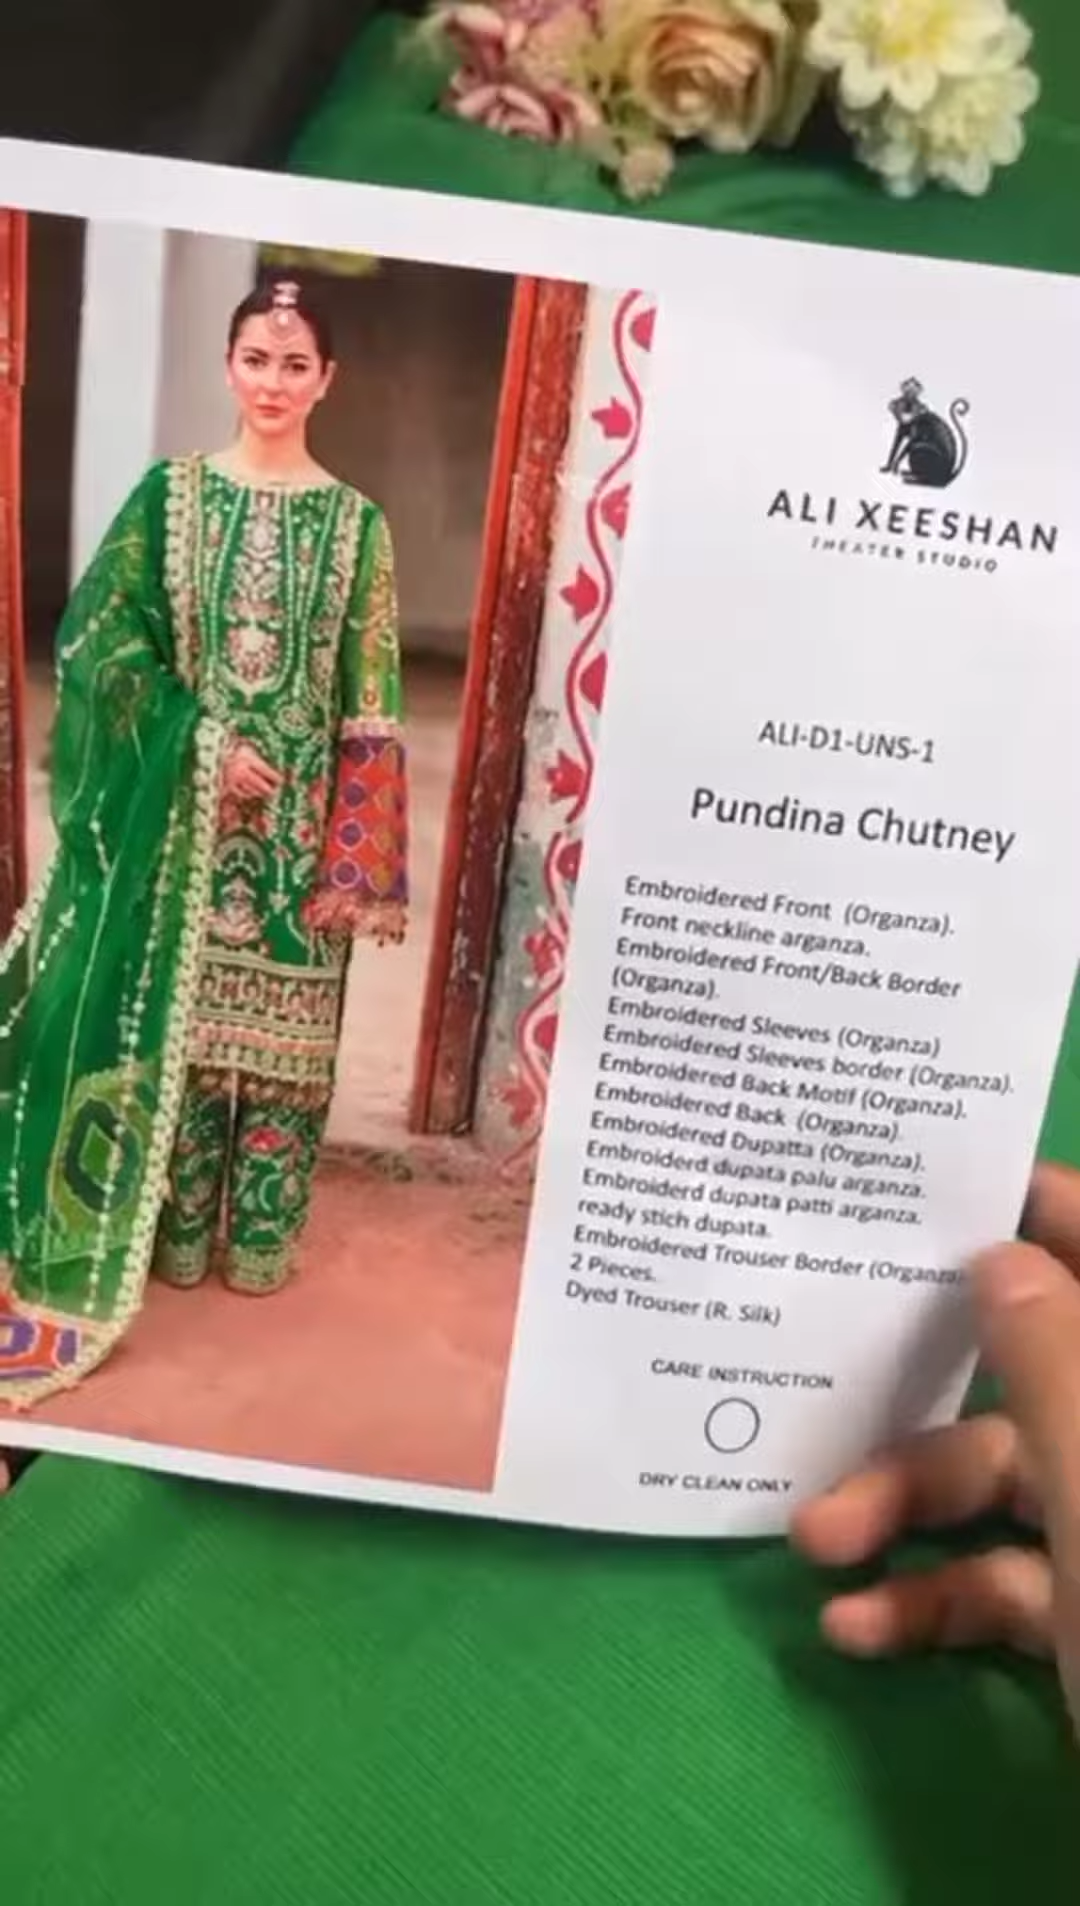 ALI XEESHAN
THEATER STUDIO
ALI-D1-UNS-1
Pundina Chutney
Embroidered Front (Organza).
Front neckline arganza.
Embroidered Front/Back Border
(Organza).
Embroidered Sleeves (Organza)
Embroidered Sleeves border (Organza).
Embroidered Back Motif (Organza).
Embroidered Back (Organza).
Embroidered Dupatta (Organza).
Embroiderd dupata palu arganza.
Embroiderd dupata patti arganza.
ready stich dupata.
Embroidered Trouser Border (Organza)
2 Pieces.
Dyed Trouser (R. Silk)
CARE INSTRUCTION
DRY CLEAN ONLY